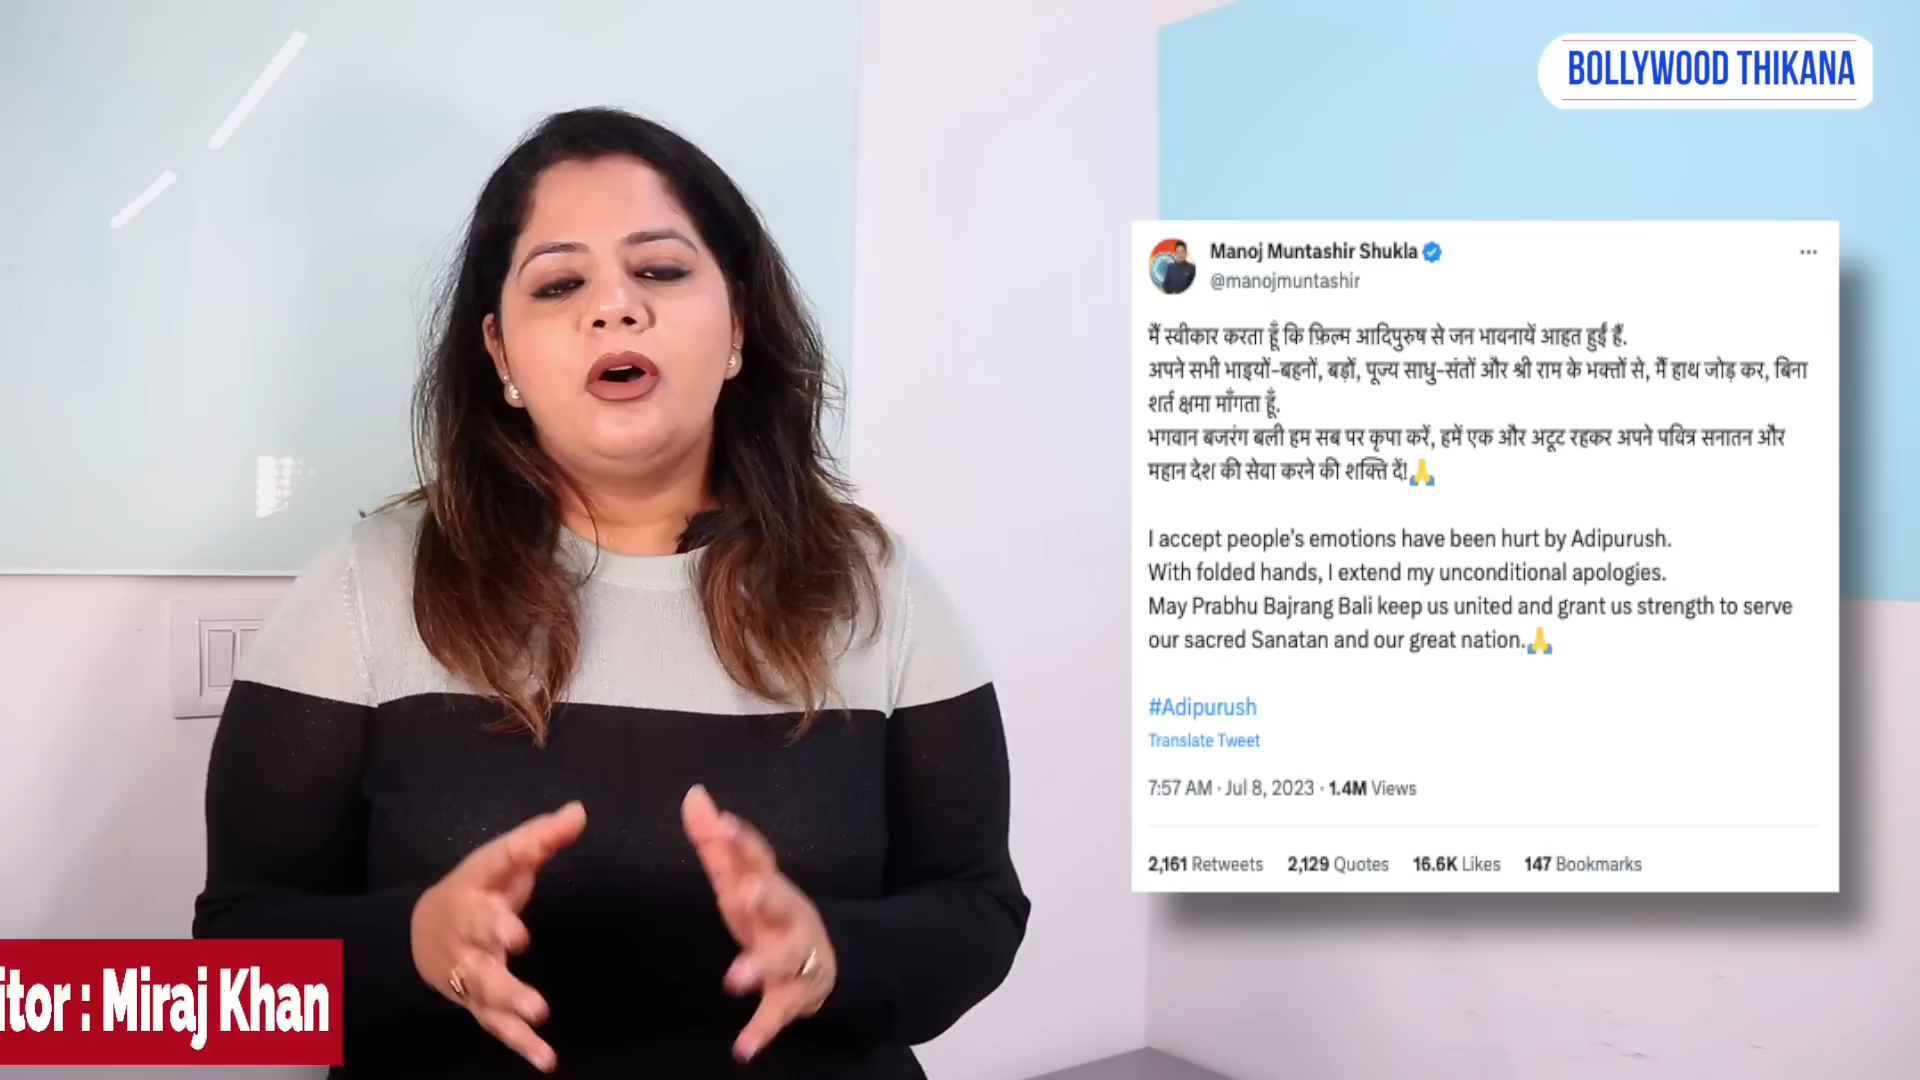 BOLLYWOOD THIKANA
Manoj Muntashir Shukla
@manojmuntashir
मैं स्वीकार करता हूँ कि फ़िल्म आदिपुरुष से जन भावनायें आहत हुईं हैं.
अपने सभी भाइयों-बहनों, बड़ों, पूज्य साधु-संतों और श्री राम के भक्तों से, मैं हाथ जोड़ कर, बिना
शर्त क्षमा माँगता हूँ.
भगवान बजरंग बली हम सब पर कृपा करें, हमें एक और अटूट रहकर अपने पवित्र सनातन और
महान देश की सेवा करने की शक्ति दें!🙏
I accept people's emotions have been hurt by Adipurush.
With folded hands, I extend my unconditional apologies.
May Prabhu Bajrang Bali keep us united and grant us strength to serve
our sacred Sanatan and our great nation.🙏
#Adipurush
Translate Tweet
7:57 AM · Jul 8, 2023 · 1.4M Views
2,161 Retweets 2,129 Quotes 16.6K Likes 147 Bookmarks
itor : Miraj Khan